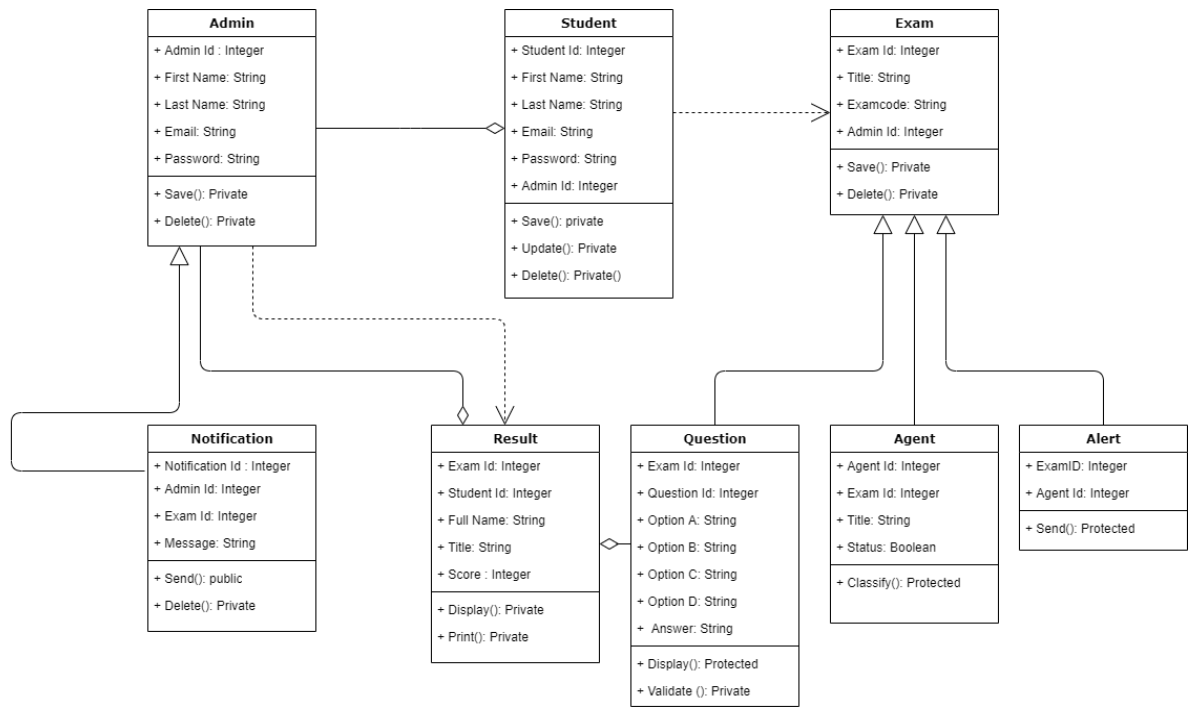 Admin
+ Admin Id : Integer
+ First Name: String
+ Last Name: String
+ Email: String
+ Password: String
+ Save(): Private
+ Delete(): Private
Student
+ Student Id: Integer
+ First Name: String
+ Last Name: String
+ Email: String
+ Password: String
+ Admin Id: Integer
+ Save(): private
+ Update(): Private
+ Delete(): Private()
Exam
+ Exam Id: Integer
+ Title: String
+ Examcode: String
+ Admin Id: Integer
+ Save(): Private
+ Delete(): Private
Notification
+ Notification Id : Integer
+ Admin Id: Integer
+ Exam Id: Integer
+ Message: String
+ Send(): public
+ Delete(): Private
Result
+ Exam Id: Integer
+ Student Id: Integer
+ Full Name: String
+ Title: String
+ Score : Integer
+ Display(): Private
+ Print(): Private
Question
+ Exam Id: Integer
+ Question Id: Integer
+ Option A: String
+ Option B: String
+ Option C: String
+ Option D: String
+ Answer: String
+ Display(): Protected
+ Validate (): Private
Agent
+ Agent Id: Integer
+ Exam Id: Integer
+ Title: String
+ Status: Boolean
+ Classify(): Protected
Alert
+ ExamID: Integer
+ Agent Id: Integer
+ Send(): Protected